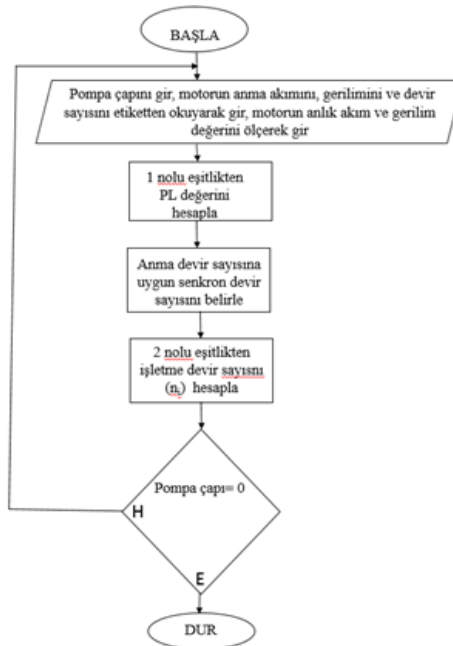 BAŞLA
Pompa çapını gir, motorun anma akımını, gerilimini ve devir
sayısını etiketten okuyarak gir, motorun anlık akım ve gerilim
değerini ölçerek gir
1 nolu eşitlikten
PL değerini
hesapla
Anma devir sayısına
uygun senkron devir
sayısını belirle
2 nolu eşitlikten
işletme devir sayısnı
(ni) hesapla
Pompa çapı= 0
H
E
DUR